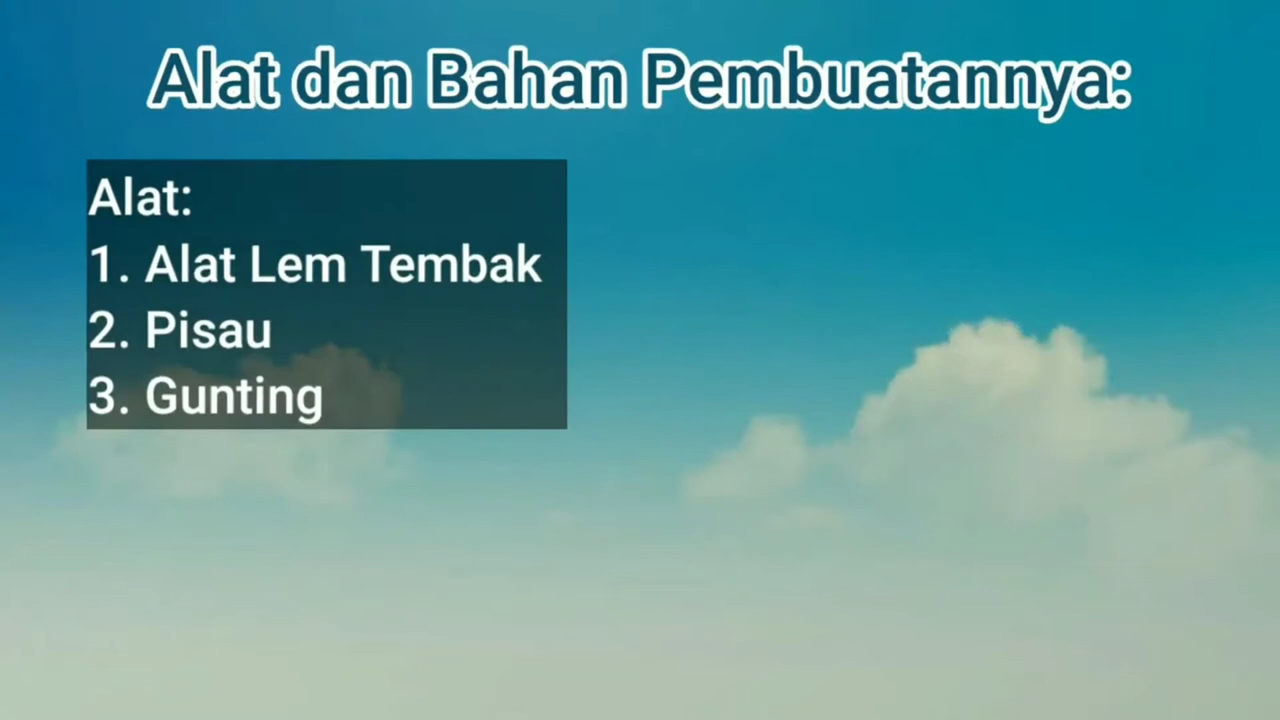 Alat dan Bahan Pembuatannya:
Alat:
1. Alat Lem Tembak
2. Pisau
3. Gunting